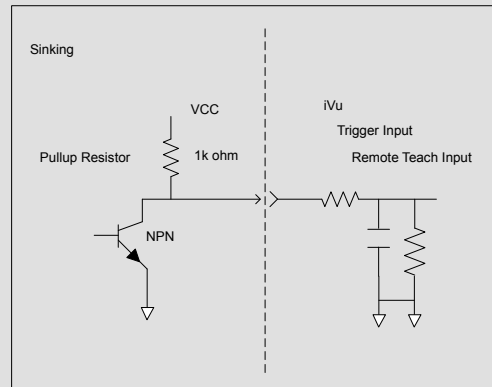 Sinking
VCC
Pullup Resistor
1k ohm
NPN
iVu
Trigger Input
Remote Teach Input